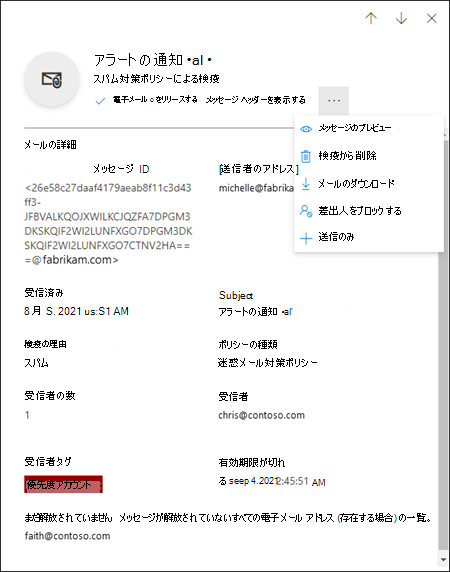 アラートの通知 •al •
スパム対策ポリシーによる検疫
電子メール o をリリースする メッセージ ヘッダーを表示する
メッセージのプレビュー
検疫から削除
メールのダウンロード
差出人をブロックする
送信のみ
メールの詳細
メッセージ ID
[送信者のアドレス]
<26e58c27daaf4179aeab8f11c3d43
ff3-
JFBVALKQOJXWILKCJQZFA7DPGM3
DKSKQIF2WI2LUNFXGO7DPGM3DK
SKQIF2WI2LUNFXGO7CTNV2HA==
=@fabrikam.com>
michelle@fabrika
受信済み
8 月 S. 2021 us:S1 AM
Subject
アラートの通知 •al'
検疫の理由
スパム
ポリシーの種類
迷惑メール対策ポリシー
受信者の数
1
受信者
chris@contoso.com
受信者タグ
優先度アカウント
有効期限が切れ
る seep 4.2021 2:45:51 AM
まだ解放されていません メッセージが解放されていないすべての電子メール アドレス (存在する場合) の一覧。
faith@contoso.com